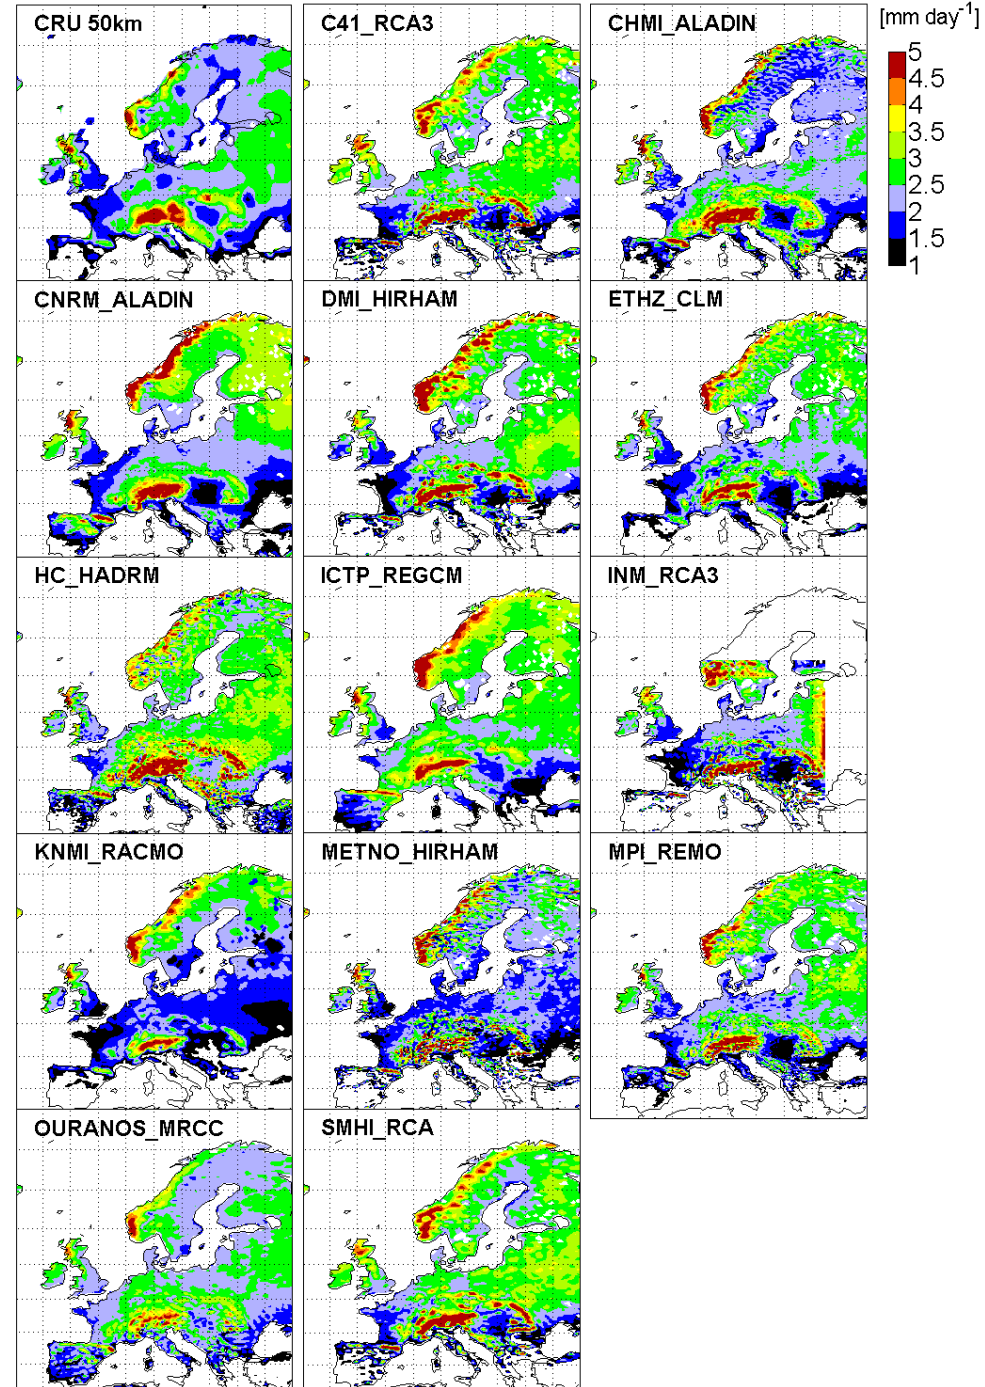 CRU 50km
C41_RCA3
CHMI_ALADIN
[mm day⁻¹]
5
4.5
4
3.5
3
2.5
2
1.5
1
CNRM_ALADIN
DMI_HIRHAM
ETHZ_CLM
HC_HADRM
ICTP_REGCM
INM_RCA3
KNMI_RACMO
METNO_HIRHAM
MPI_REMO
OURANOS_MRCC
SMHI_RCA